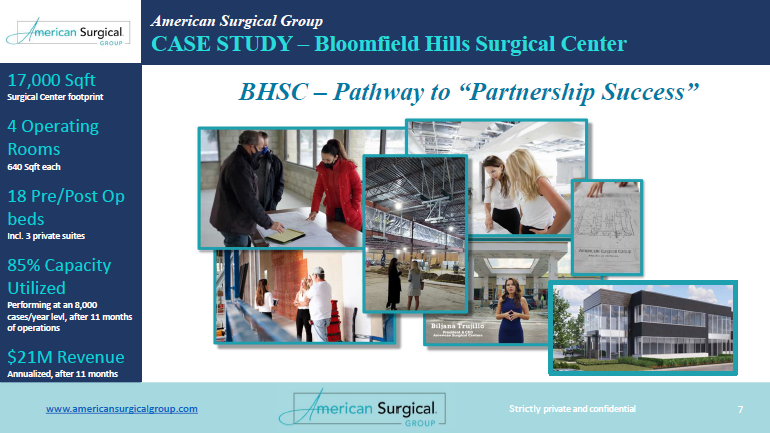 American Surgical
GROUP
American Surgical Group
CASE STUDY – Bloomfield Hills Surgical Center
17,000 Sqft
Surgical Center footprint
4 Operating
Rooms
640 Sqft each
18 Pre/Post Op
beds
Incl. 3 private suites
85% Capacity
Utilized
Performing at an 8,000
cases/year levl, after 11 months
of operations
$21M Revenue
Annualized, after 11 months
BHSC – Pathway to “Partnership Success”
Biljana Trujillo
President & CEO
American Surgical Centers
www.americansurgicalgroup.com
American Surgical
GROUP
Strictly private and confidential
7